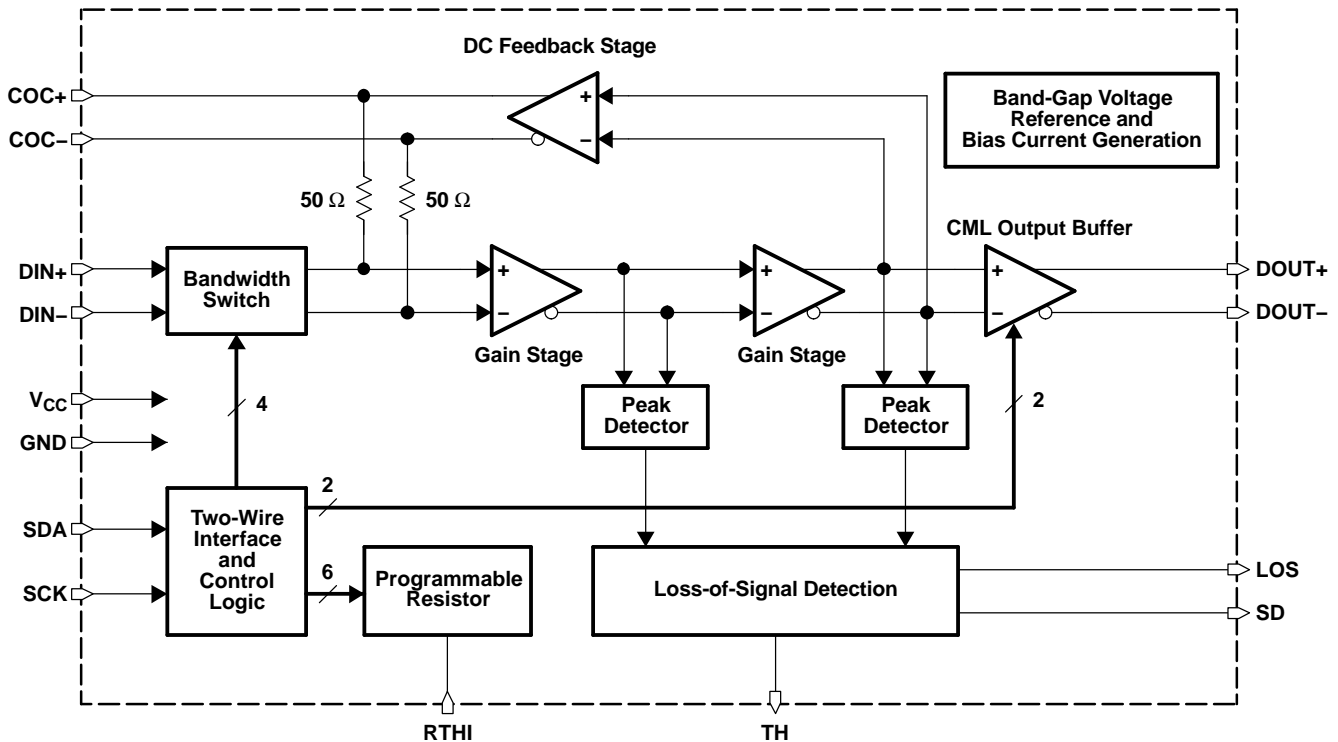 DC Feedback Stage
COC+
+
Band-Gap Voltage
Reference and
Bias Current Generation
COC−
−
50 Ω
50 Ω
CML Output Buffer
DIN+
Bandwidth
Switch
+
+
+
DOUT+
DIN−
−
−
−
DOUT−
Gain Stage
Gain Stage
VCC
4
Peak
Detector
Peak
Detector
2
GND
2
SDA
Two-Wire
Interface
and
Control
Logic
6
Programmable
Resistor
Loss-of-Signal Detection
LOS
SCK
SD
RTHI
TH